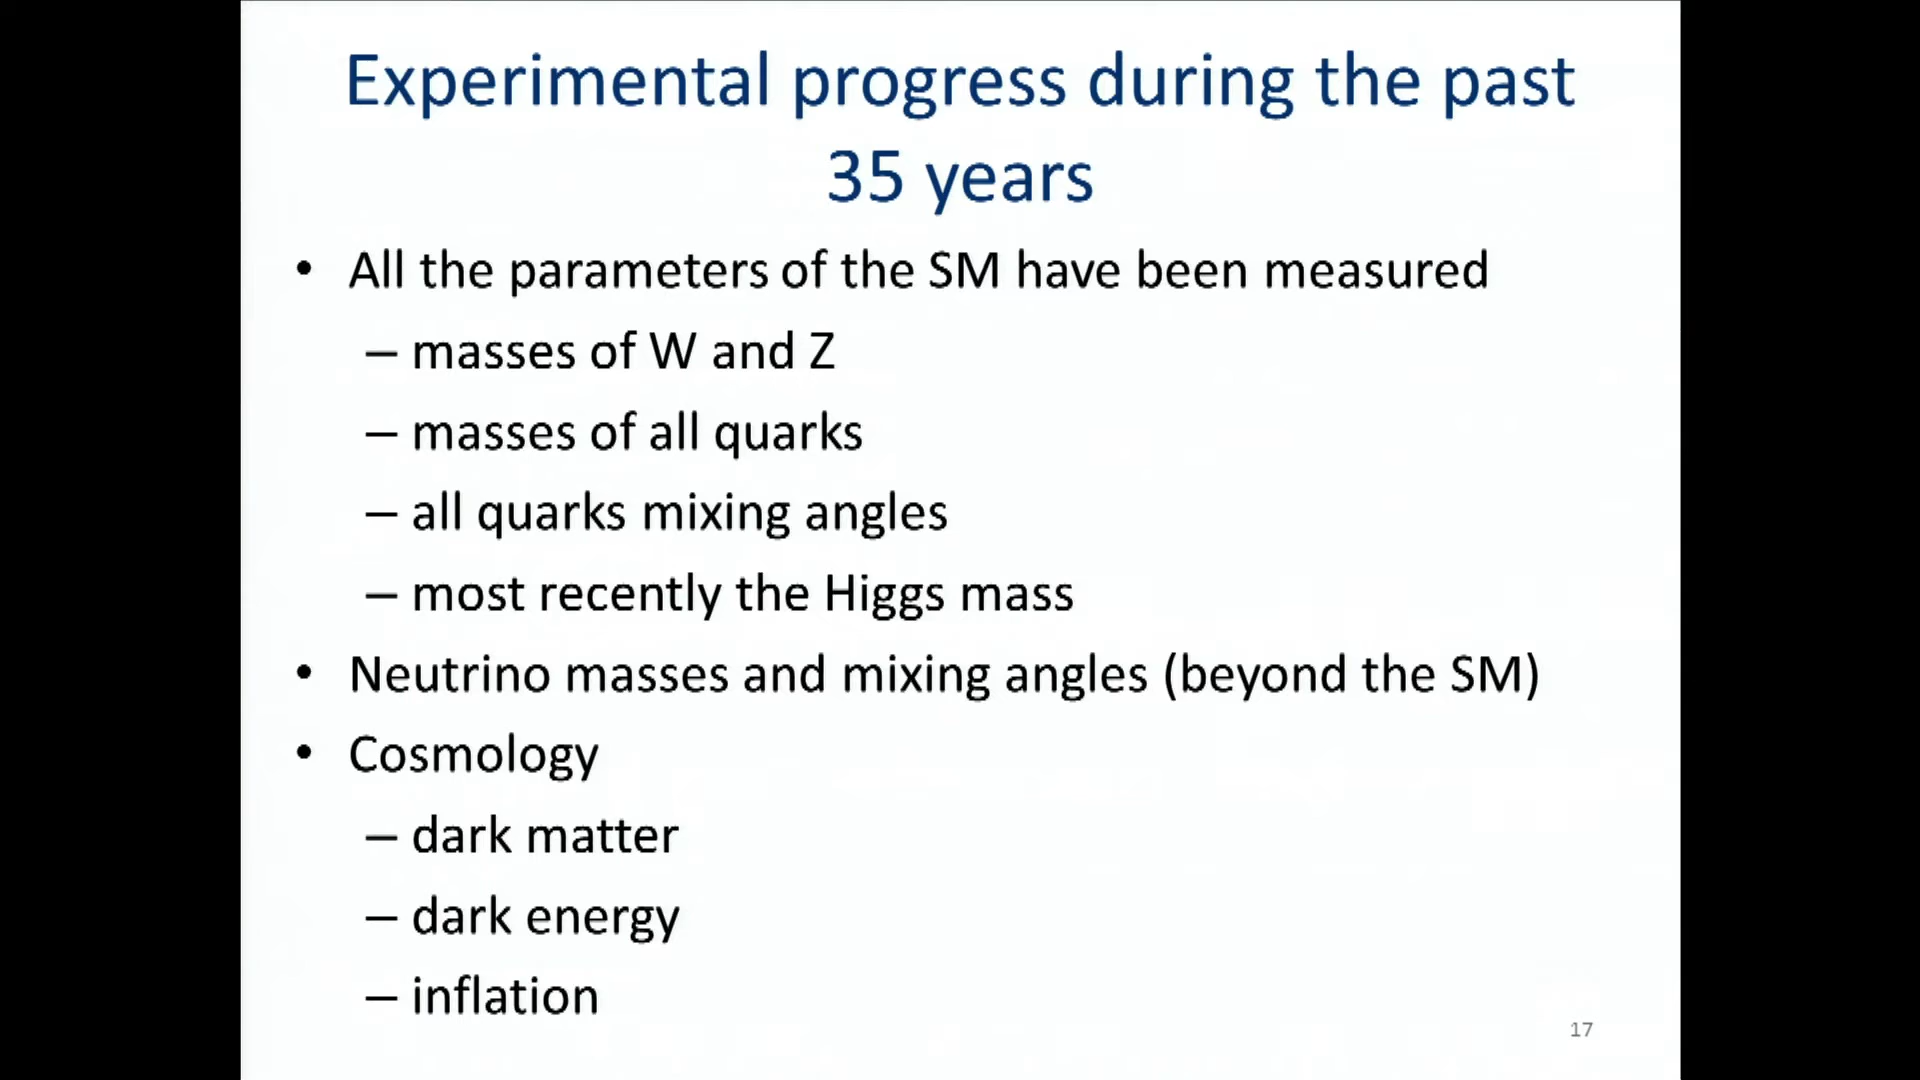 Experimental progress during the past
35 years
• All the parameters of the SM have been measured
– masses of W and Z
– masses of all quarks
– all quarks mixing angles
– most recently the Higgs mass
• Neutrino masses and mixing angles (beyond the SM)
• Cosmology
– dark matter
– dark energy
– inflation
17